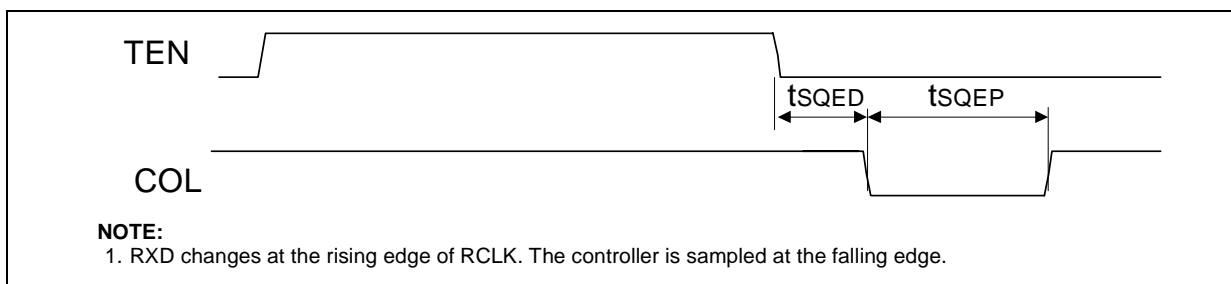 TEN
tSQED tSQEP
COL
NOTE:
1. RXD changes at the rising edge of RCLK. The controller is sampled at the falling edge.